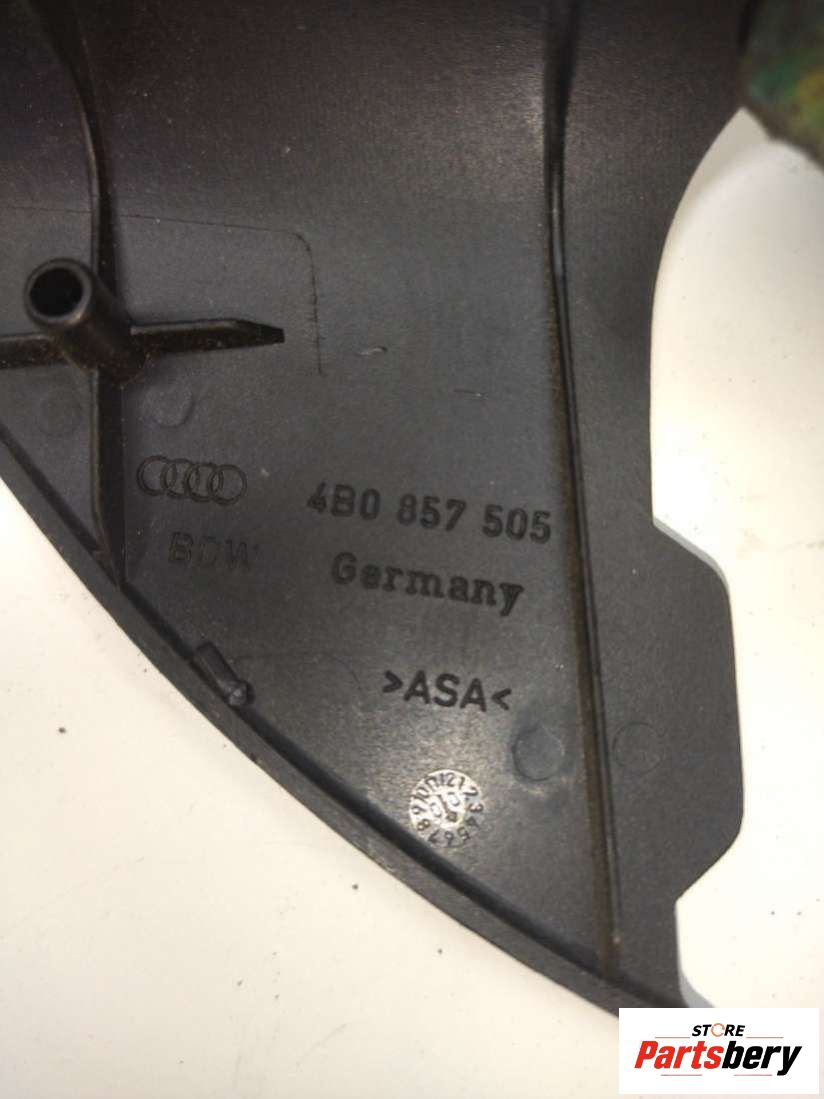 4B0 857 505
BDW
Germany
>ASA<
STORE
Partsbery